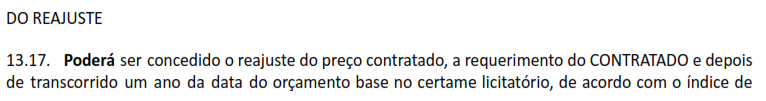 DO REAJUSTE
13.17. Poderá ser concedido o reajuste do preço contratado, a requerimento do CONTRATADO e depois
de transcorrido um ano da data do orçamento base no certame licitatório, de acordo com o índice de